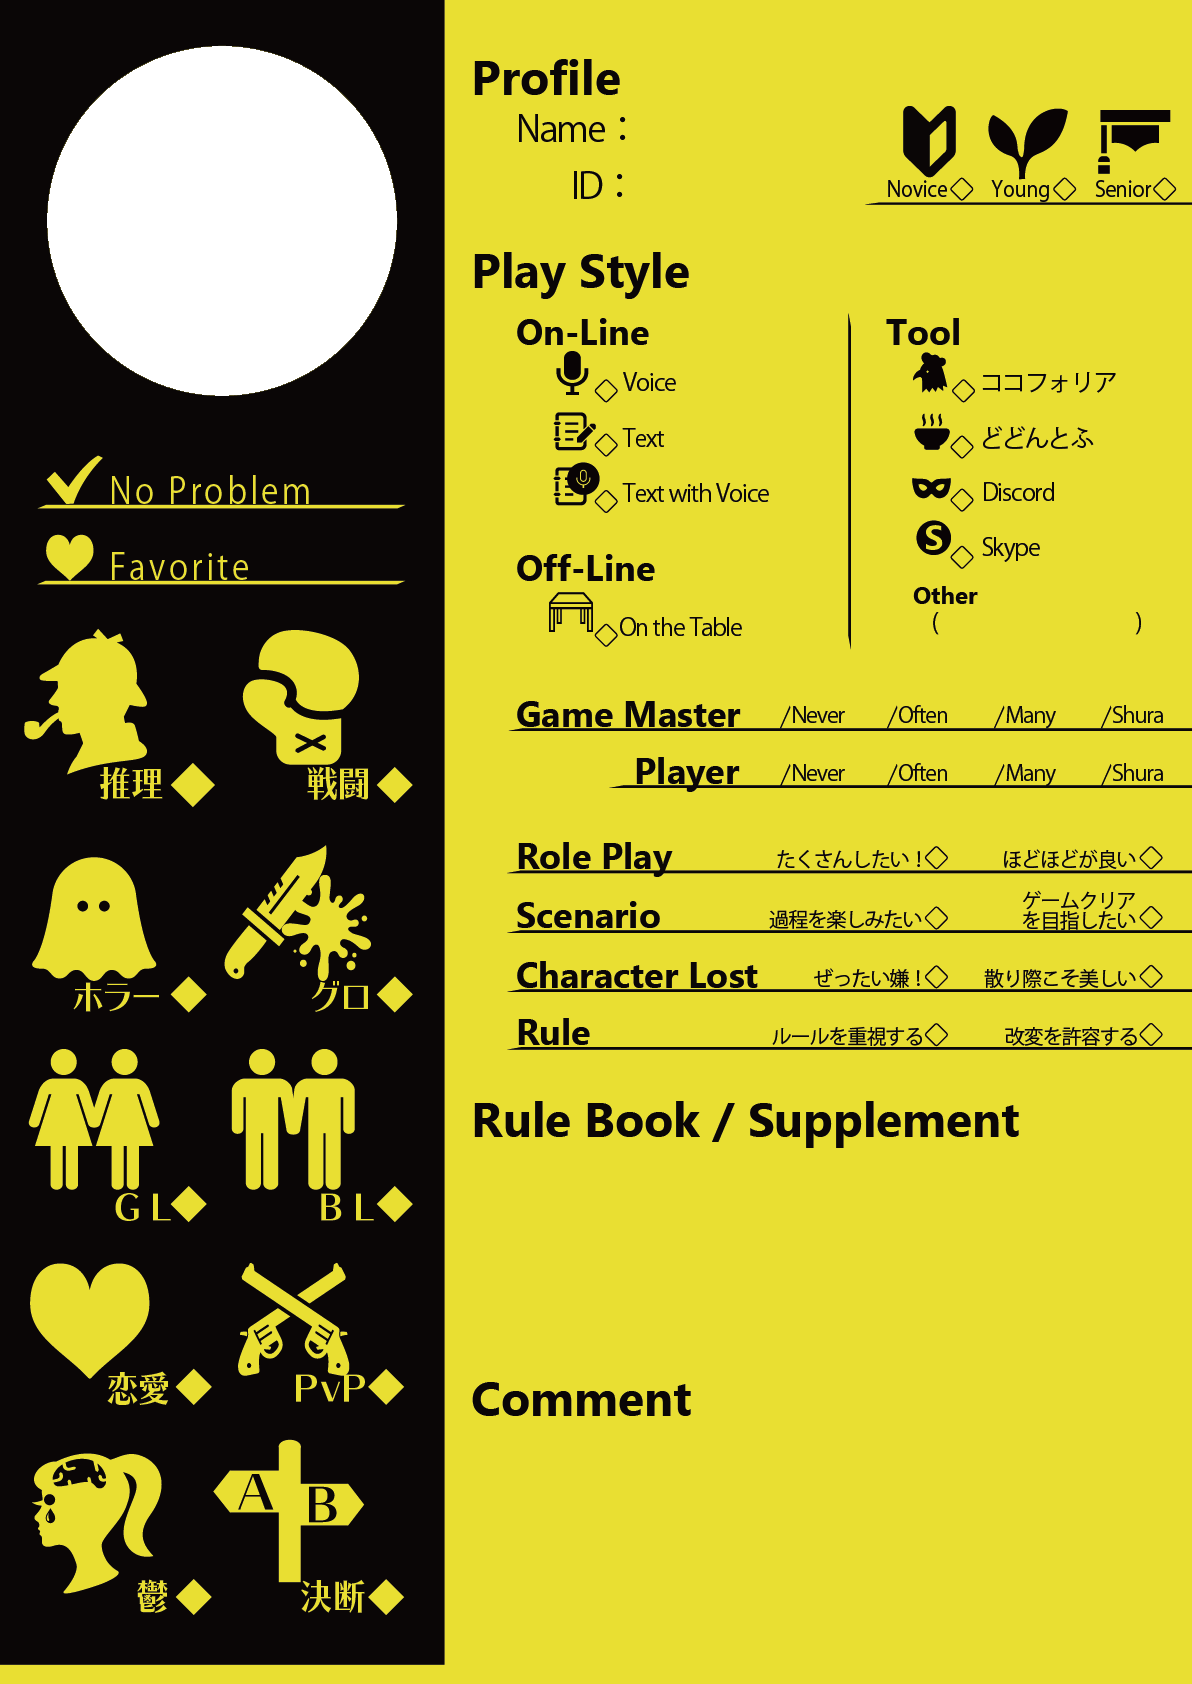 No Problem
Favorite
推理◆
戦闘◆
ホラー◆
グロ◆
GL◆
BL◆
恋愛◆
PvP◆
A
B
鬱◆
決断◆
Profile
Name：
ID：
Novice◇ Young◇ Senior◇
Play Style
On-Line
◇ Voice
◇ Text
◇ Text with Voice
Off-Line
◇On the Table
Tool
◇ ココフォリア
◇ どどんとふ
◇ Discord
S
◇ Skype
Other
( )
Game Master /Never /Often /Many /Shura
Player /Never /Often /Many /Shura
Role Play たくさんしたい！◇ ほどほどが良い◇
Scenario 過程を楽しみたい◇ ゲームクリア
を目指したい◇
Character Lost ぜったい嫌！◇ 散り際こそ美しい◇
Rule ルールを重視する◇ 改変を許容する◇
Rule Book / Supplement
Comment